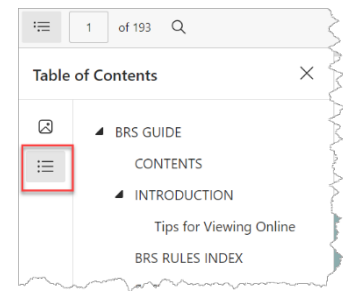 1 of 193
Table of Contents
BRS GUIDE
CONTENTS
INTRODUCTION
Tips for Viewing Online
BRS RULES INDEX